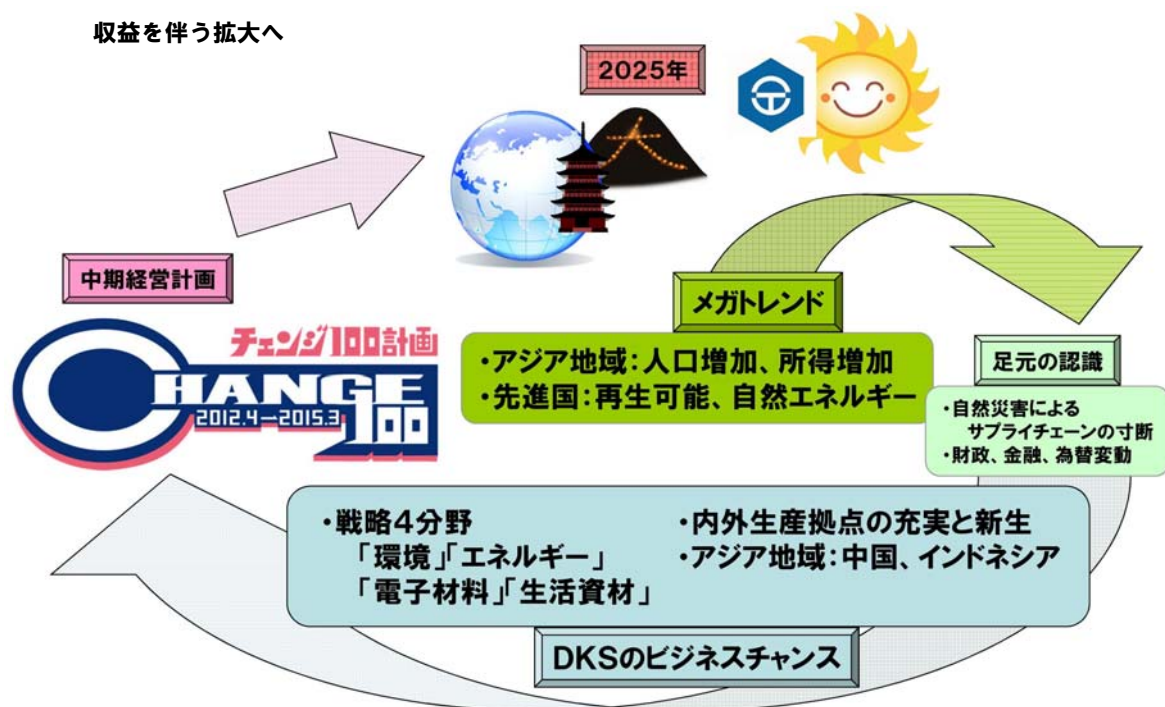 収益を伴う拡大へ
2025年
大
中期経営計画
チェンジ100計画
CHANGE
100
2012.4―2015.3
メガトレンド
・アジア地域：人口増加、所得増加
・先進国：再生可能、自然エネルギー
足元の認識
・自然災害による
サプライチェーンの寸断
・財政、金融、為替変動
・戦略4分野
「環境」「エネルギー」
「電子材料」「生活資材」
・内外生産拠点の充実と新生
・アジア地域：中国、インドネシア
DKSのビジネスチャンス